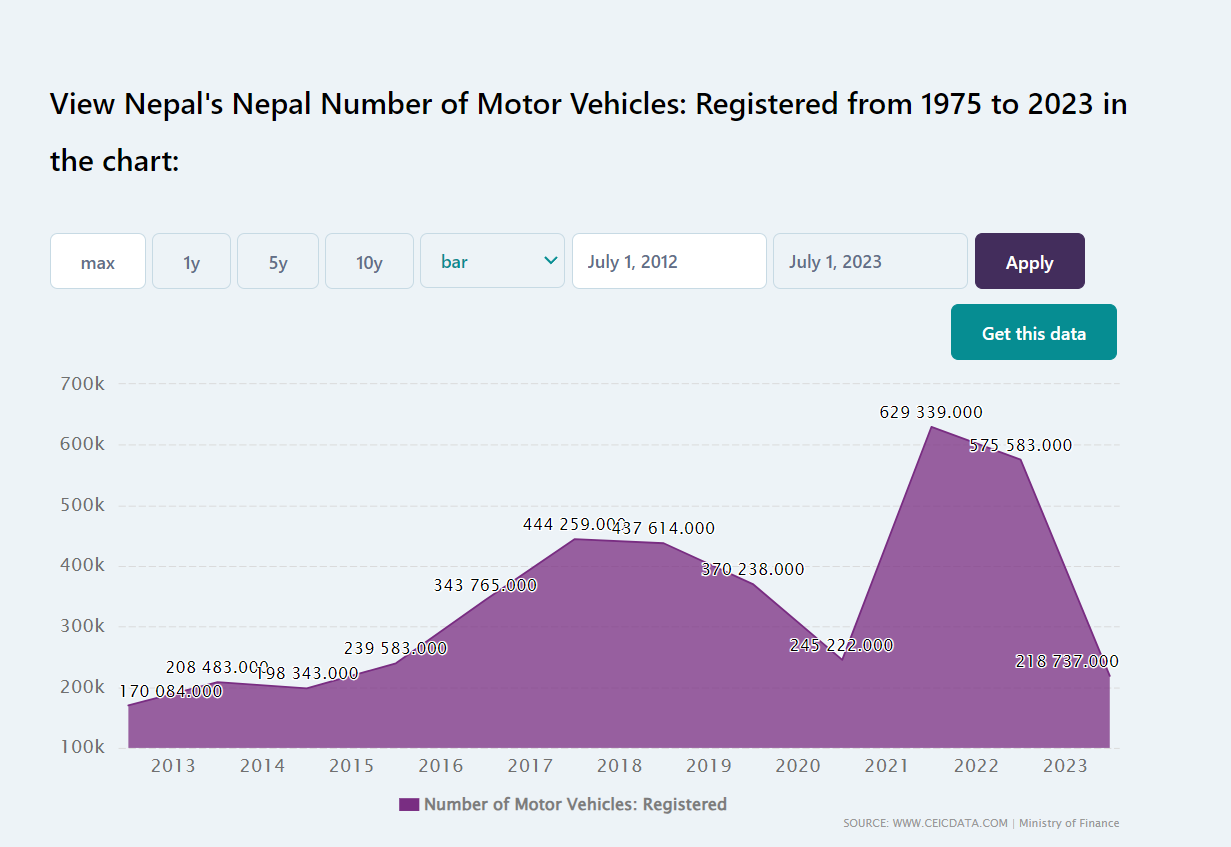 View Nepal's Nepal Number of Motor Vehicles: Registered from 1975 to 2023 in
the chart:
max 1y 5y 10y bar July 1, 2012 July 1, 2023 Apply
Get this data
700k
600k
500k
400k
300k
200k
100k
170 084.000
208 483.000
198 343.000
239 583.000
343 765.000
444 259.000
437 614.000
370 238.000
245 222.000
629 339.000
575 583.000
218 737.000
2013 2014 2015 2016 2017 2018 2019 2020 2021 2022 2023
Number of Motor Vehicles: Registered
SOURCE: WWW.CEICDATA.COM | Ministry of Finance